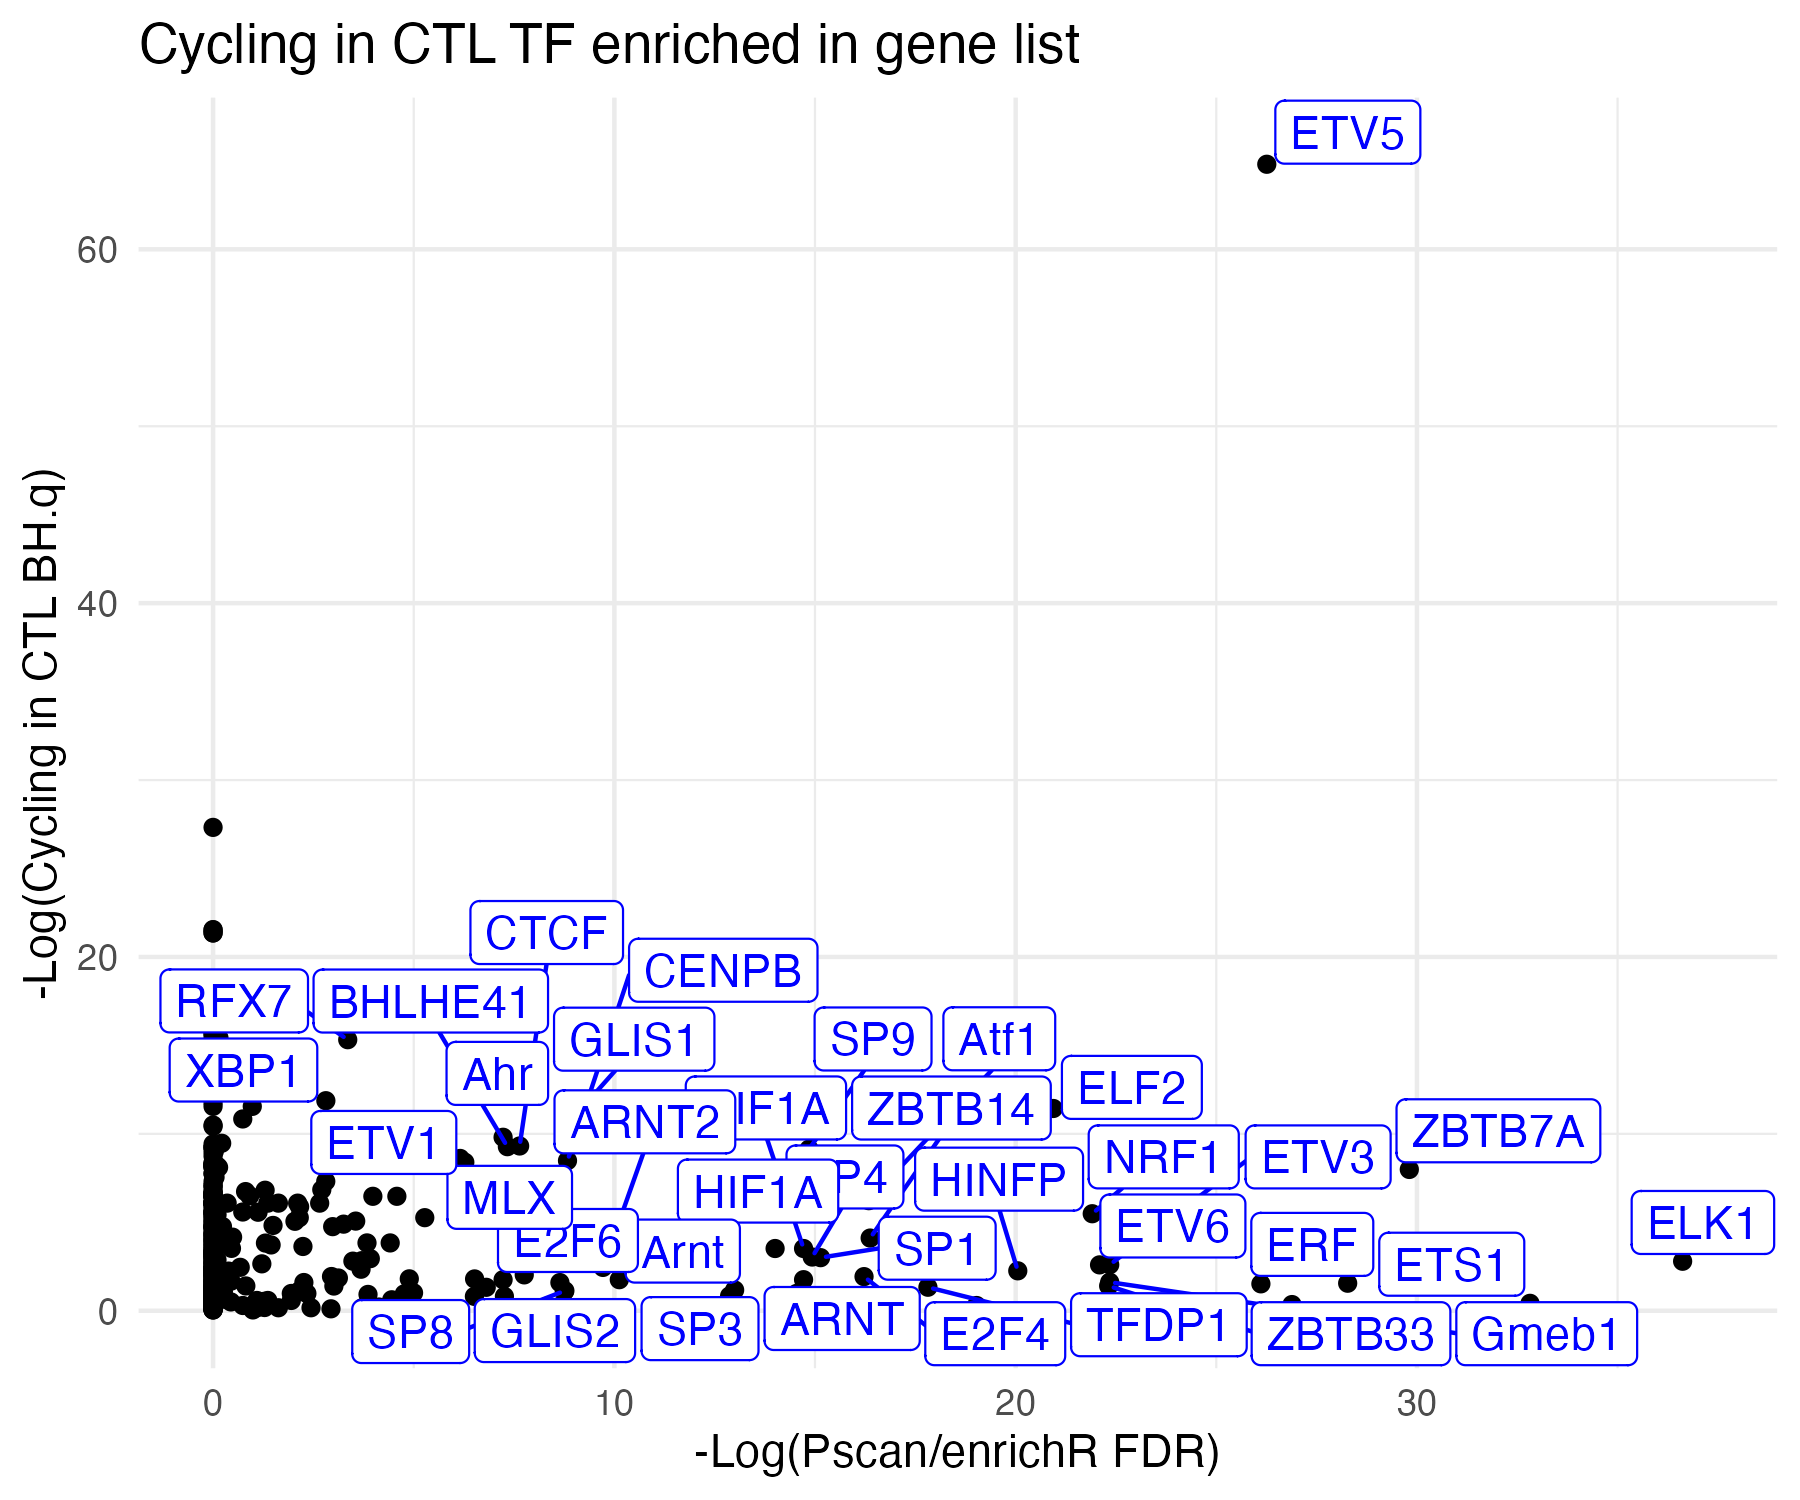 Cycling in CTL TF enriched in gene list
-Log(Cycling in CTL BH.q)
60
40
20
0
ETV5
CTCF
CENPB
RFX7
BHLHE41
GLIS1
SP9
Atf1
XBP1
Ahr
ELF2
ARNT2
IF1A
ZBTB14
ZBTB7A
ETV1
NRF1
ETV3
MLX
HIF1A
P4
HINFP
ETV6
ELK1
E2F6
Arnt
SP1
ERF
ETS1
SP8
GLIS2
SP3
ARNT
E2F4
TFDP1
ZBTB33
Gmeb1
0
10
20
30
-Log(Pscan/enrichR FDR)